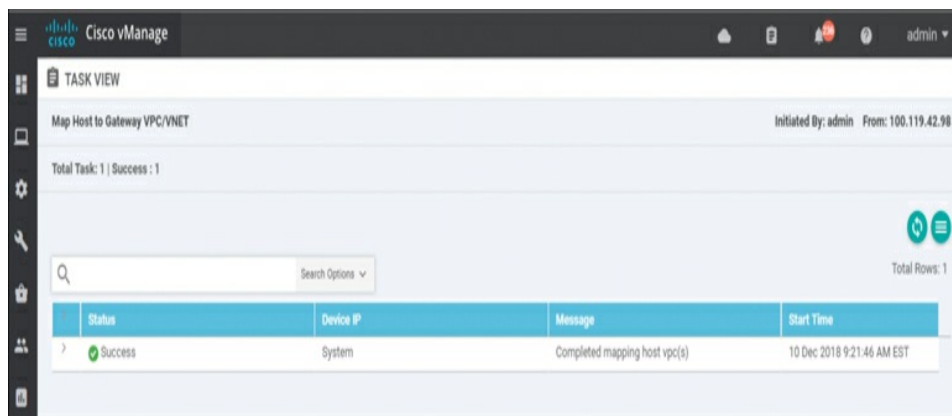 CISCO Cisco vManage admin
TASK VIEW
Map Host to Gateway VPC/VNET Initiated By: admin From: 100.119.42.98
Total Task: 1 | Success : 1
Search Options
Total Rows: 1
Status Device IP Message Start Time
Success System Completed mapping host vpc(s) 10 Dec 2018 9:21:46 AM EST